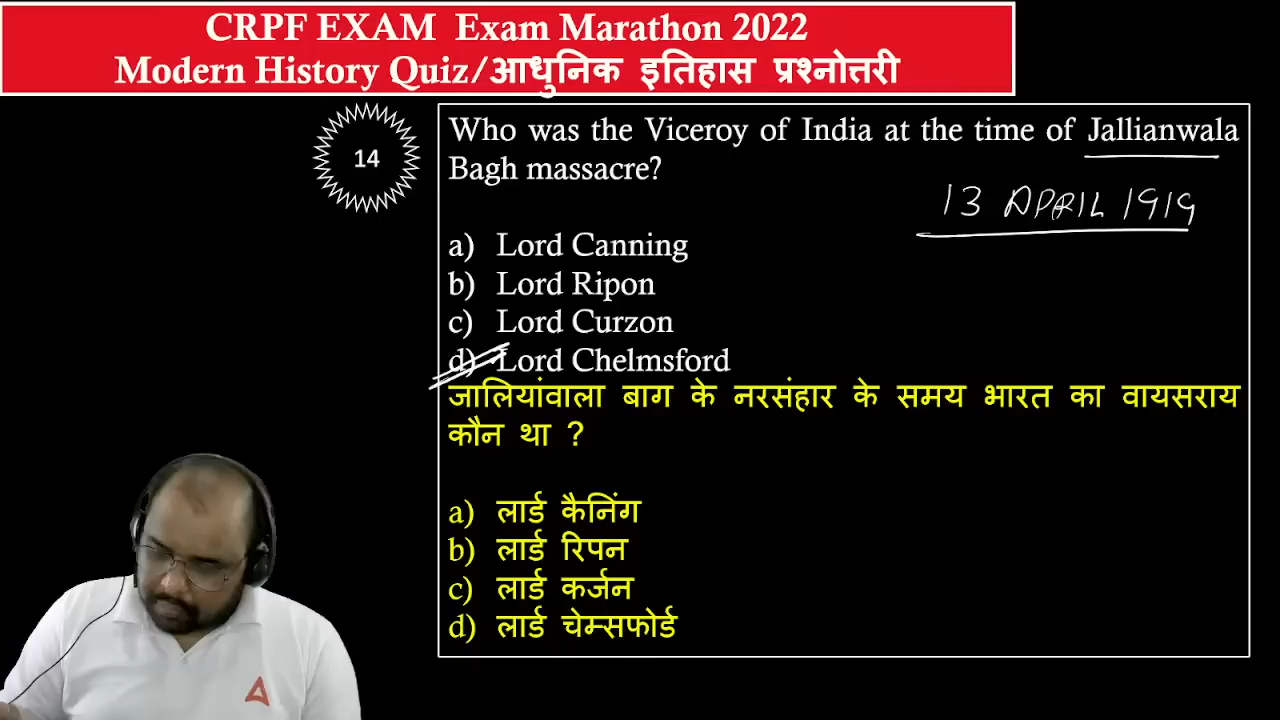 CRPF EXAM Exam Marathon 2022
Modern History Quiz/आधुनिक इतिहास प्रश्नोत्तरी
14
Who was the Viceroy of India at the time of Jallianwala
Bagh massacre?
13 APRIL 1919
a) Lord Canning
b) Lord Ripon
c) Lord Curzon
d) Lord Chelmsford
जालियांवाला बाग के नरसंहार के समय भारत का वायसराय
कौन था ?
a) लार्ड कैनिंग
b) लार्ड रिपन
c) लार्ड कर्जन
d) लार्ड चेम्सफोर्ड